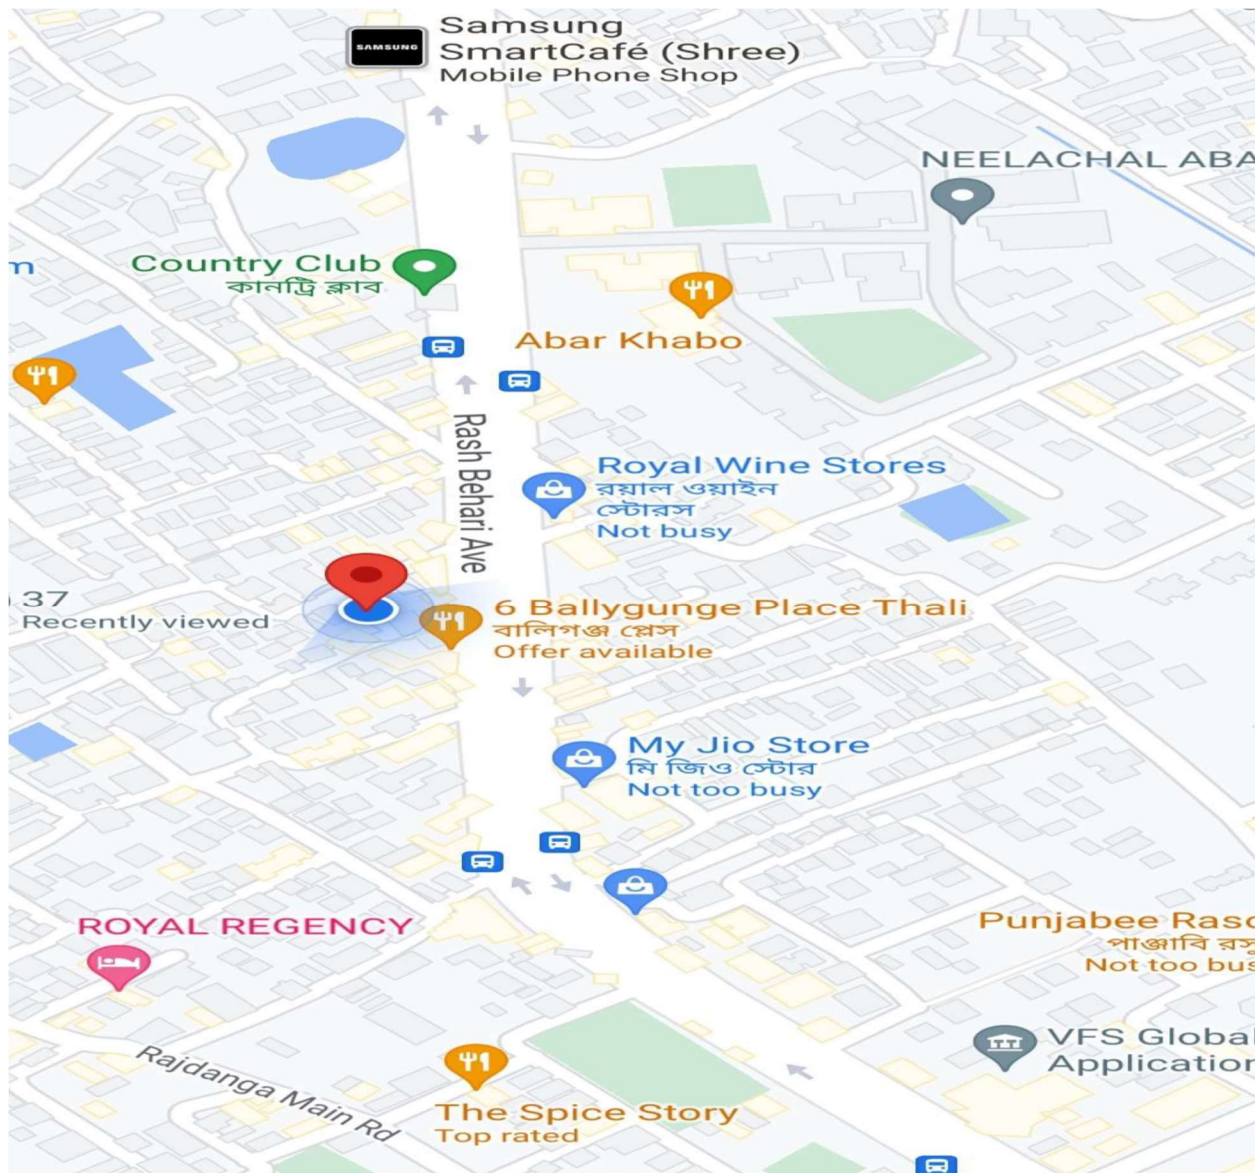 SAMSUNG
Samsung
SmartCafé (Shree)
Mobile Phone Shop
NEELACHAL ABA
m
Country Club
কানট্রি ক্লাব
Abar Khabo
Rash Behari Ave
Royal Wine Stores
রয়াল ওয়াইন
স্টোরস
Not busy
37
Recently viewed
6 Ballygunge Place Thali
বালিগঞ্জ প্লেস
Offer available
My Jio Store
মি জিও স্টোর
Not too busy
ROYAL REGENCY
Punjabee Raso
পাঞ্জাবি রসু
Not too bus
VFS Global
Application
Rajdanga Main Rd
The Spice Story
Top rated